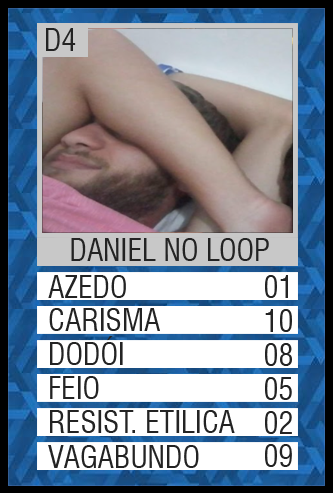 D4
DANIEL NO LOOP
AZEDO 01
CARISMA 10
DODÓI 08
FEIO 05
RESIST. ETILICA 02
VAGABUNDO 09